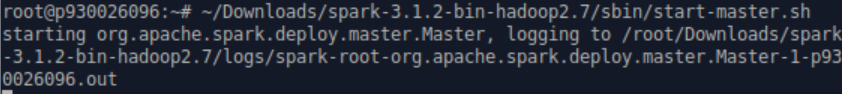 root@p930026096:~# ~/Downloads/spark-3.1.2-bin-hadoop2.7/sbin/start-master.sh
starting org.apache.spark.deploy.master.Master, logging to /root/Downloads/spark
-3.1.2-bin-hadoop2.7/logs/spark-root-org.apache.spark.deploy.master.Master-1-p93
0026096.out